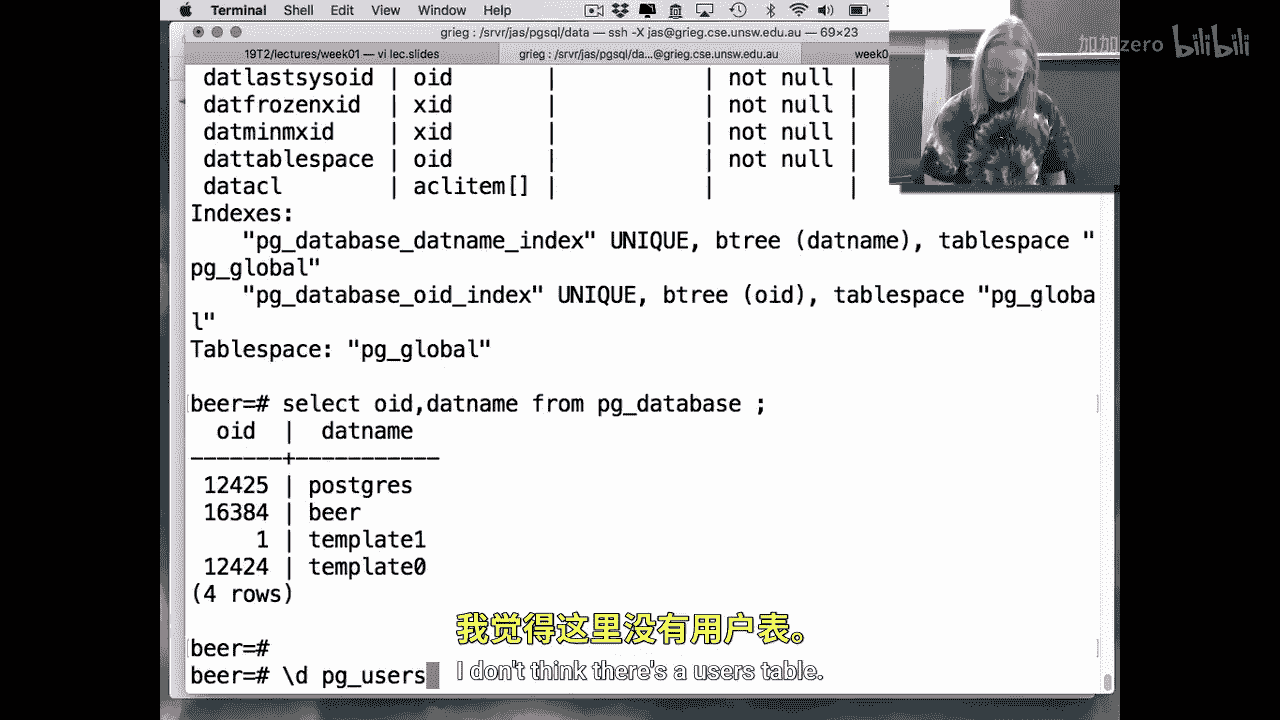 Terminal Shell Edit View Window Help
grieg : /srvr/jas/pgsql/data — ssh -X jas@grieg.cse.unsw.edu.au — 69×23
19T2/lectures/week01 — vi lec.slides
grieg : /srvr/jas/pgsql/da...@grieg.cse.unsw.edu.au
week0
加加zero bilibili
datlastsysoid | oid | | not null |
datfrozenxid | xid | | not null |
datminmxid | xid | | not null |
dattablespace | oid | | not null |
datacl | aclitem[] | | |
Indexes:
"pg_database_datname_index" UNIQUE, btree (datname), tablespace "
pg_global"
"pg_database_oid_index" UNIQUE, btree (oid), tablespace "pg_globa
l"
Tablespace: "pg_global"
beer=# select oid,datname from pg_database ;
oid | datname
-------+-----------
12425 | postgres
16384 | beer
1 | template1
12424 | template0
(4 rows)
beer=#
beer=# \d pg_users
我觉得这里没有用户表。
I don't think there's a users table.